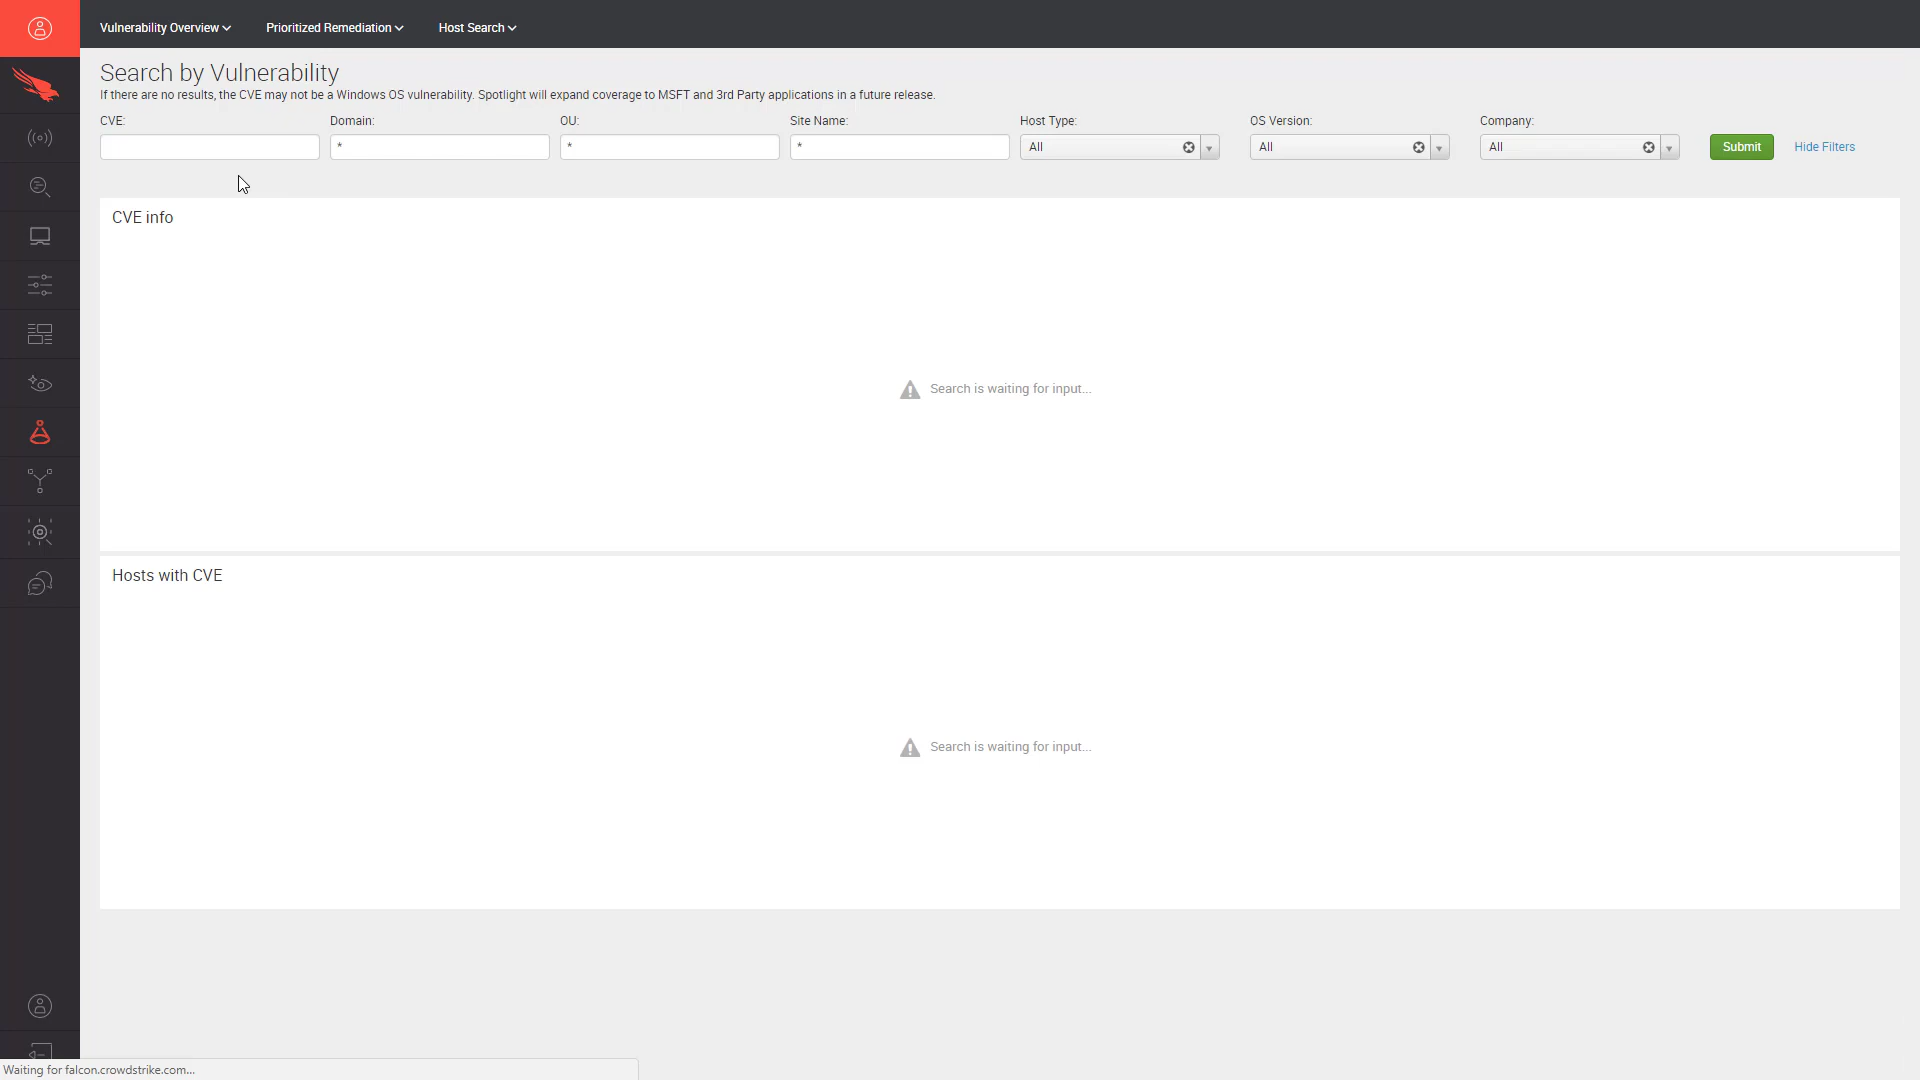 Vulnerability Overview Prioritized Remediation Host Search
Search by Vulnerability
If there are no results, the CVE may not be a Windows OS vulnerability. Spotlight will expand coverage to MSFT and 3rd Party applications in a future release.
CVE: Domain: OU: Site Name: Host Type: OS Version: Company:
* * * All All All Submit Hide Filters
CVE info
Search is waiting for input...
Hosts with CVE
Search is waiting for input...
Waiting for falcon.crowdstrike.com...